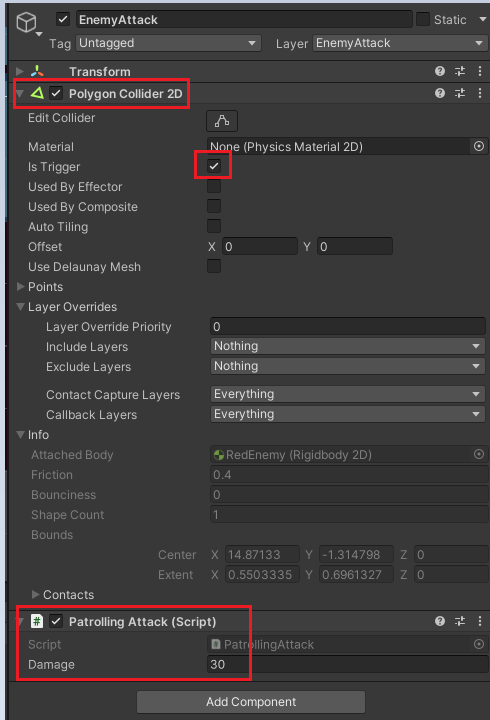 EnemyAttack Static
Tag Untagged Layer EnemyAttack
Transform
Polygon Collider 2D
Edit Collider
Material None (Physics Material 2D)
Is Trigger
Used By Effector
Used By Composite
Auto Tiling
Offset X 0 Y 0
Use Delaunay Mesh
Points
Layer Overrides
Layer Override Priority 0
Include Layers Nothing
Exclude Layers Nothing
Contact Capture Layers Everything
Callback Layers Everything
Info
Attached Body RedEnemy (Rigidbody 2D)
Friction 0.4
Bounciness 0
Shape Count 1
Bounds
Center X 14.87133 Y -1.314798 Z 0
Extent X 0.5503335 Y 0.6961327 Z 0
Contacts
# Patrolling Attack (Script)
Script PatrollingAttack
Damage 30
Add Component